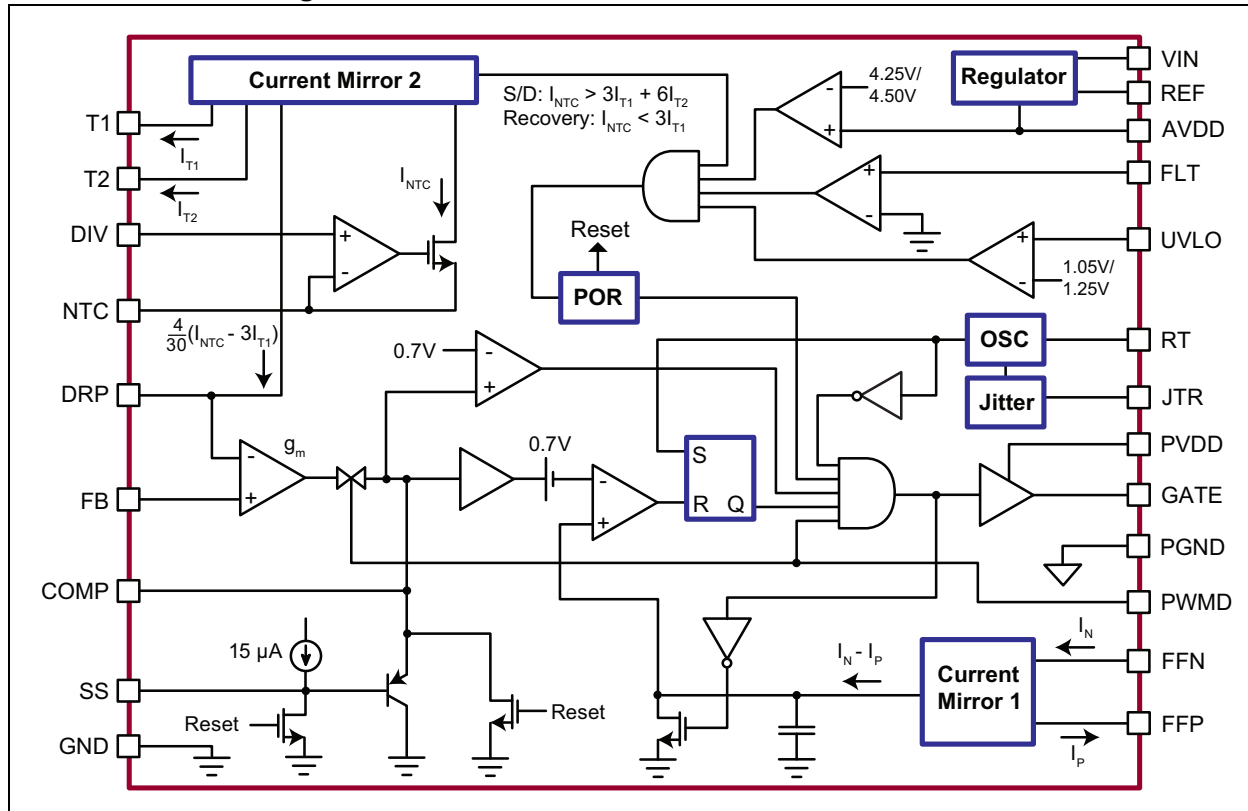 Current Mirror 2
S/D: I_NTC > 3I_T1 + 6I_T2
Recovery: I_NTC < 3I_T1
4.25V/
4.50V
Regulator
VIN
REF
AVDD
FLT
UVLO
1.05V/
1.25V
T1
I_T1
T2
I_T2
DIV
NTC
I_NTC
+
-
-
+
+
-
+
-
Reset
POR
4/30(I_NTC - 3I_T1)
DRP
0.7V
-
+
OSC
RT
Jitter
JTR
g_m
-
+
FB
0.7V
-
+
S
R Q
PVDD
GATE
PGND
PWMD
COMP
15 µA
SS
Reset
Reset
GND
I_N - I_P
Current
Mirror 1
I_N
FFN
FFP
I_P